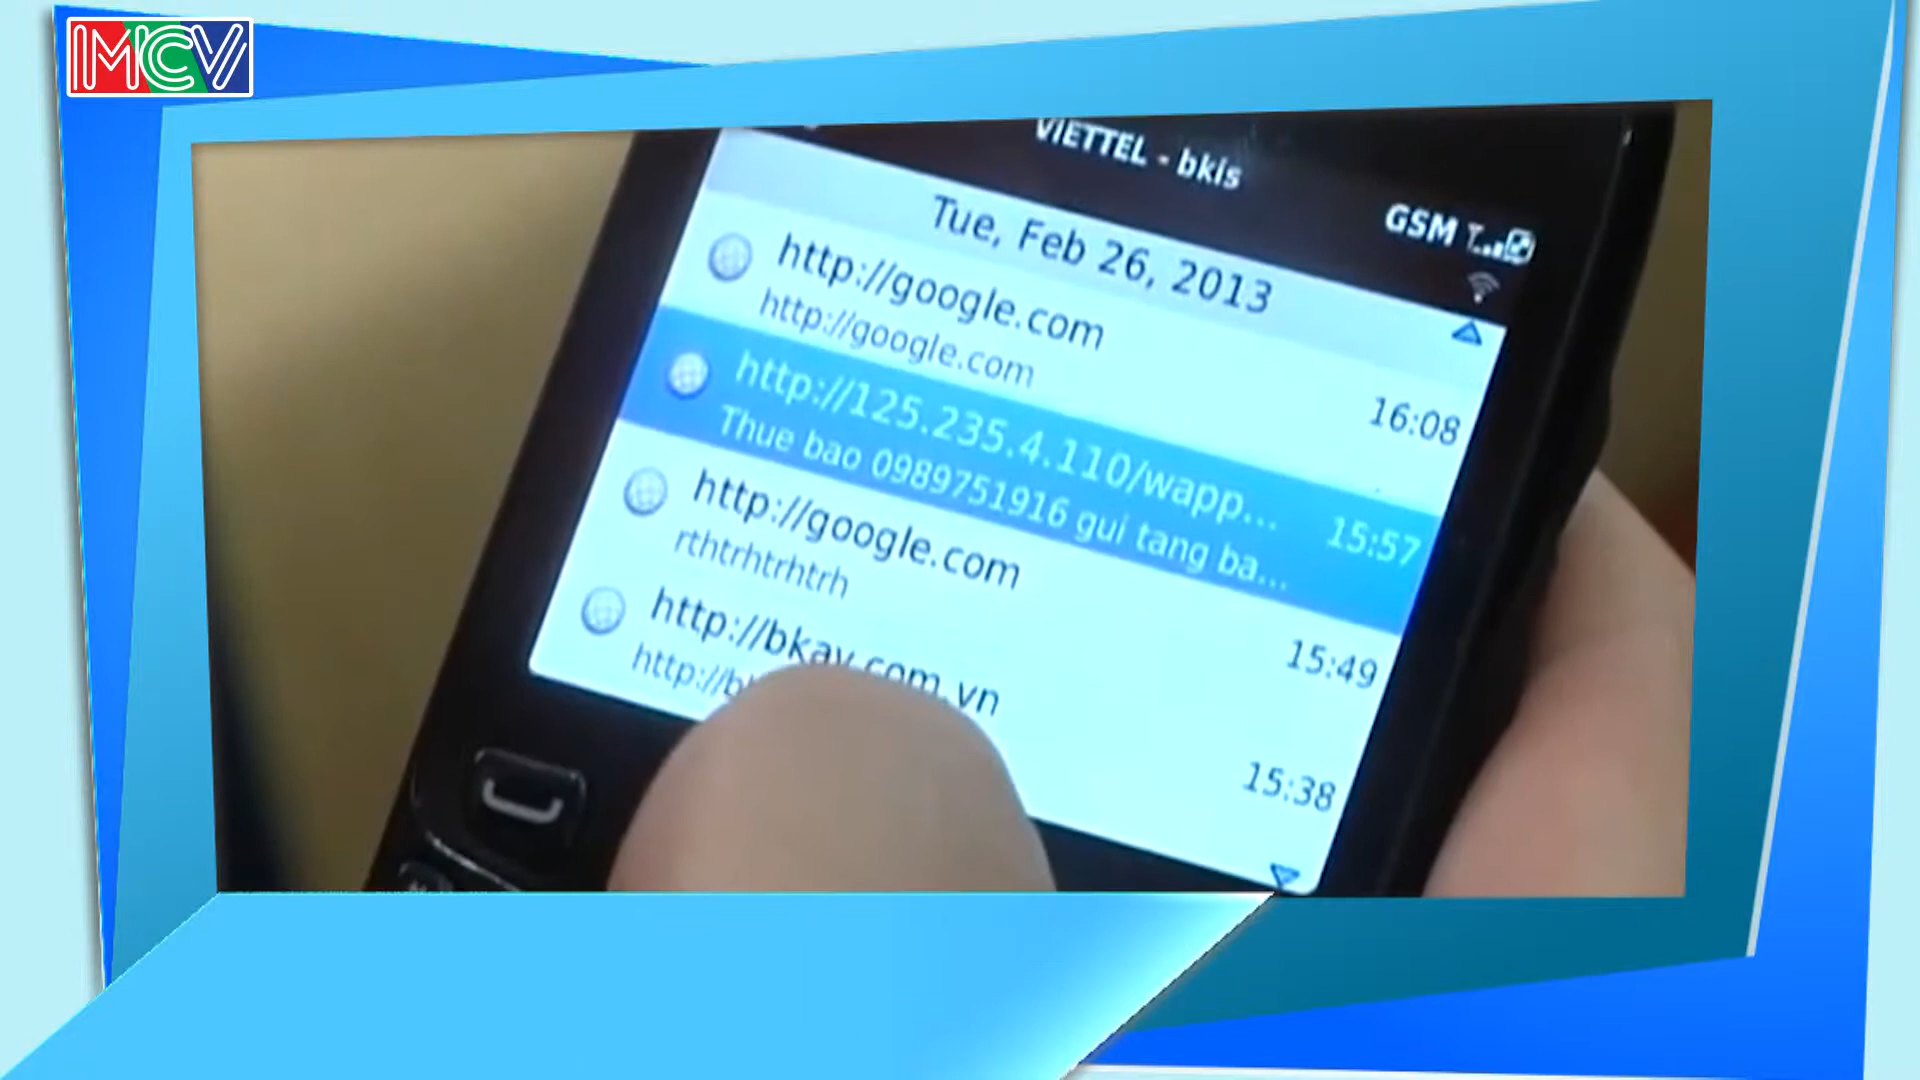 MCV
VIETTEL - bkis
GSM
Tue, Feb 26, 2013
http://google.com
http://google.com
16:08
http://125.235.4.110/wapp...
Thue bao 0989751916 gui tang ba...
15:57
http://google.com
rthtrhtrhtrh
15:49
http://bkav.com.vn
http://b
15:38